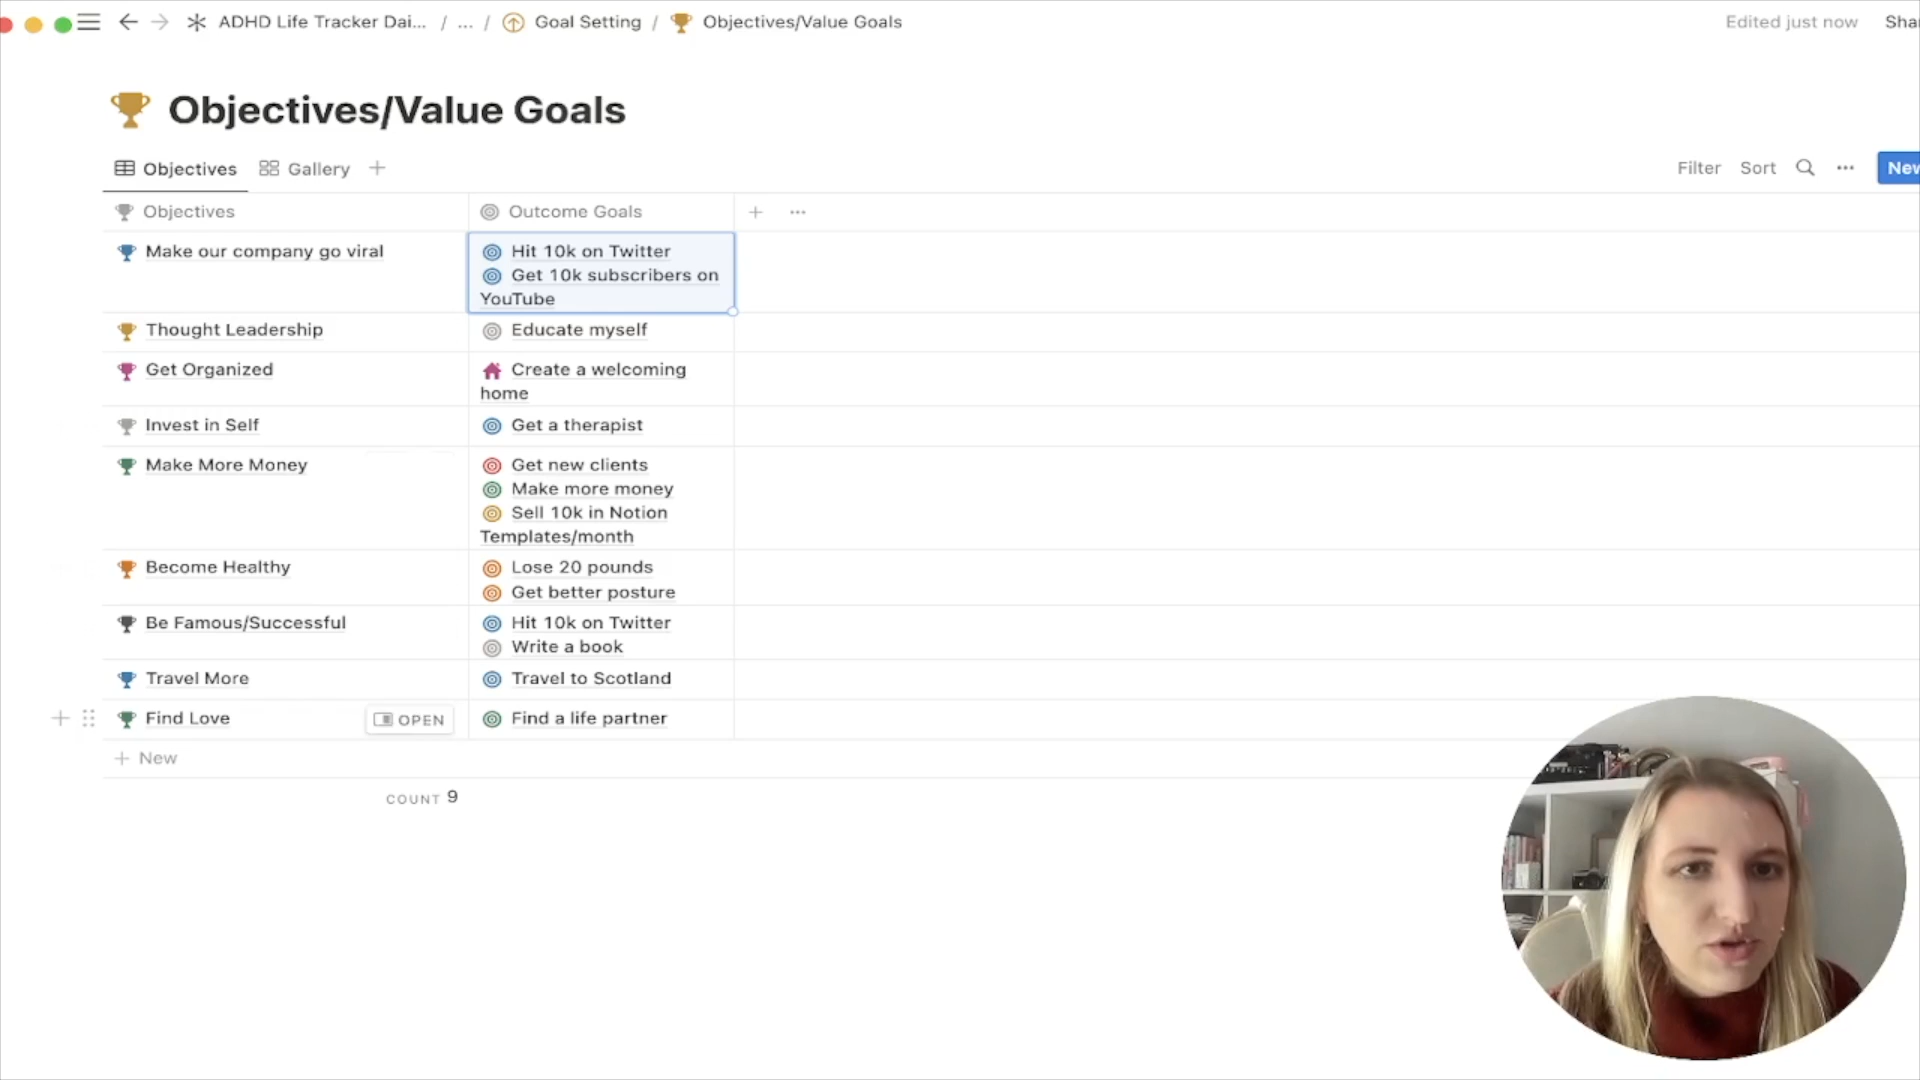 ADHD Life Tracker Dai... / ... / Goal Setting / Objectives/Value Goals
Edited just now
Objectives/Value Goals
Objectives Gallery
Filter Sort
Objectives
Outcome Goals
Make our company go viral
Hit 10k on Twitter
Get 10k subscribers on
YouTube
Thought Leadership
Educate myself
Get Organized
Create a welcoming
home
Invest in Self
Get a therapist
Make More Money
Get new clients
Make more money
Sell 10k in Notion
Templates/month
Become Healthy
Lose 20 pounds
Get better posture
Be Famous/Successful
Hit 10k on Twitter
Write a book
Travel More
Travel to Scotland
Find Love
OPEN
Find a life partner
New
COUNT 9